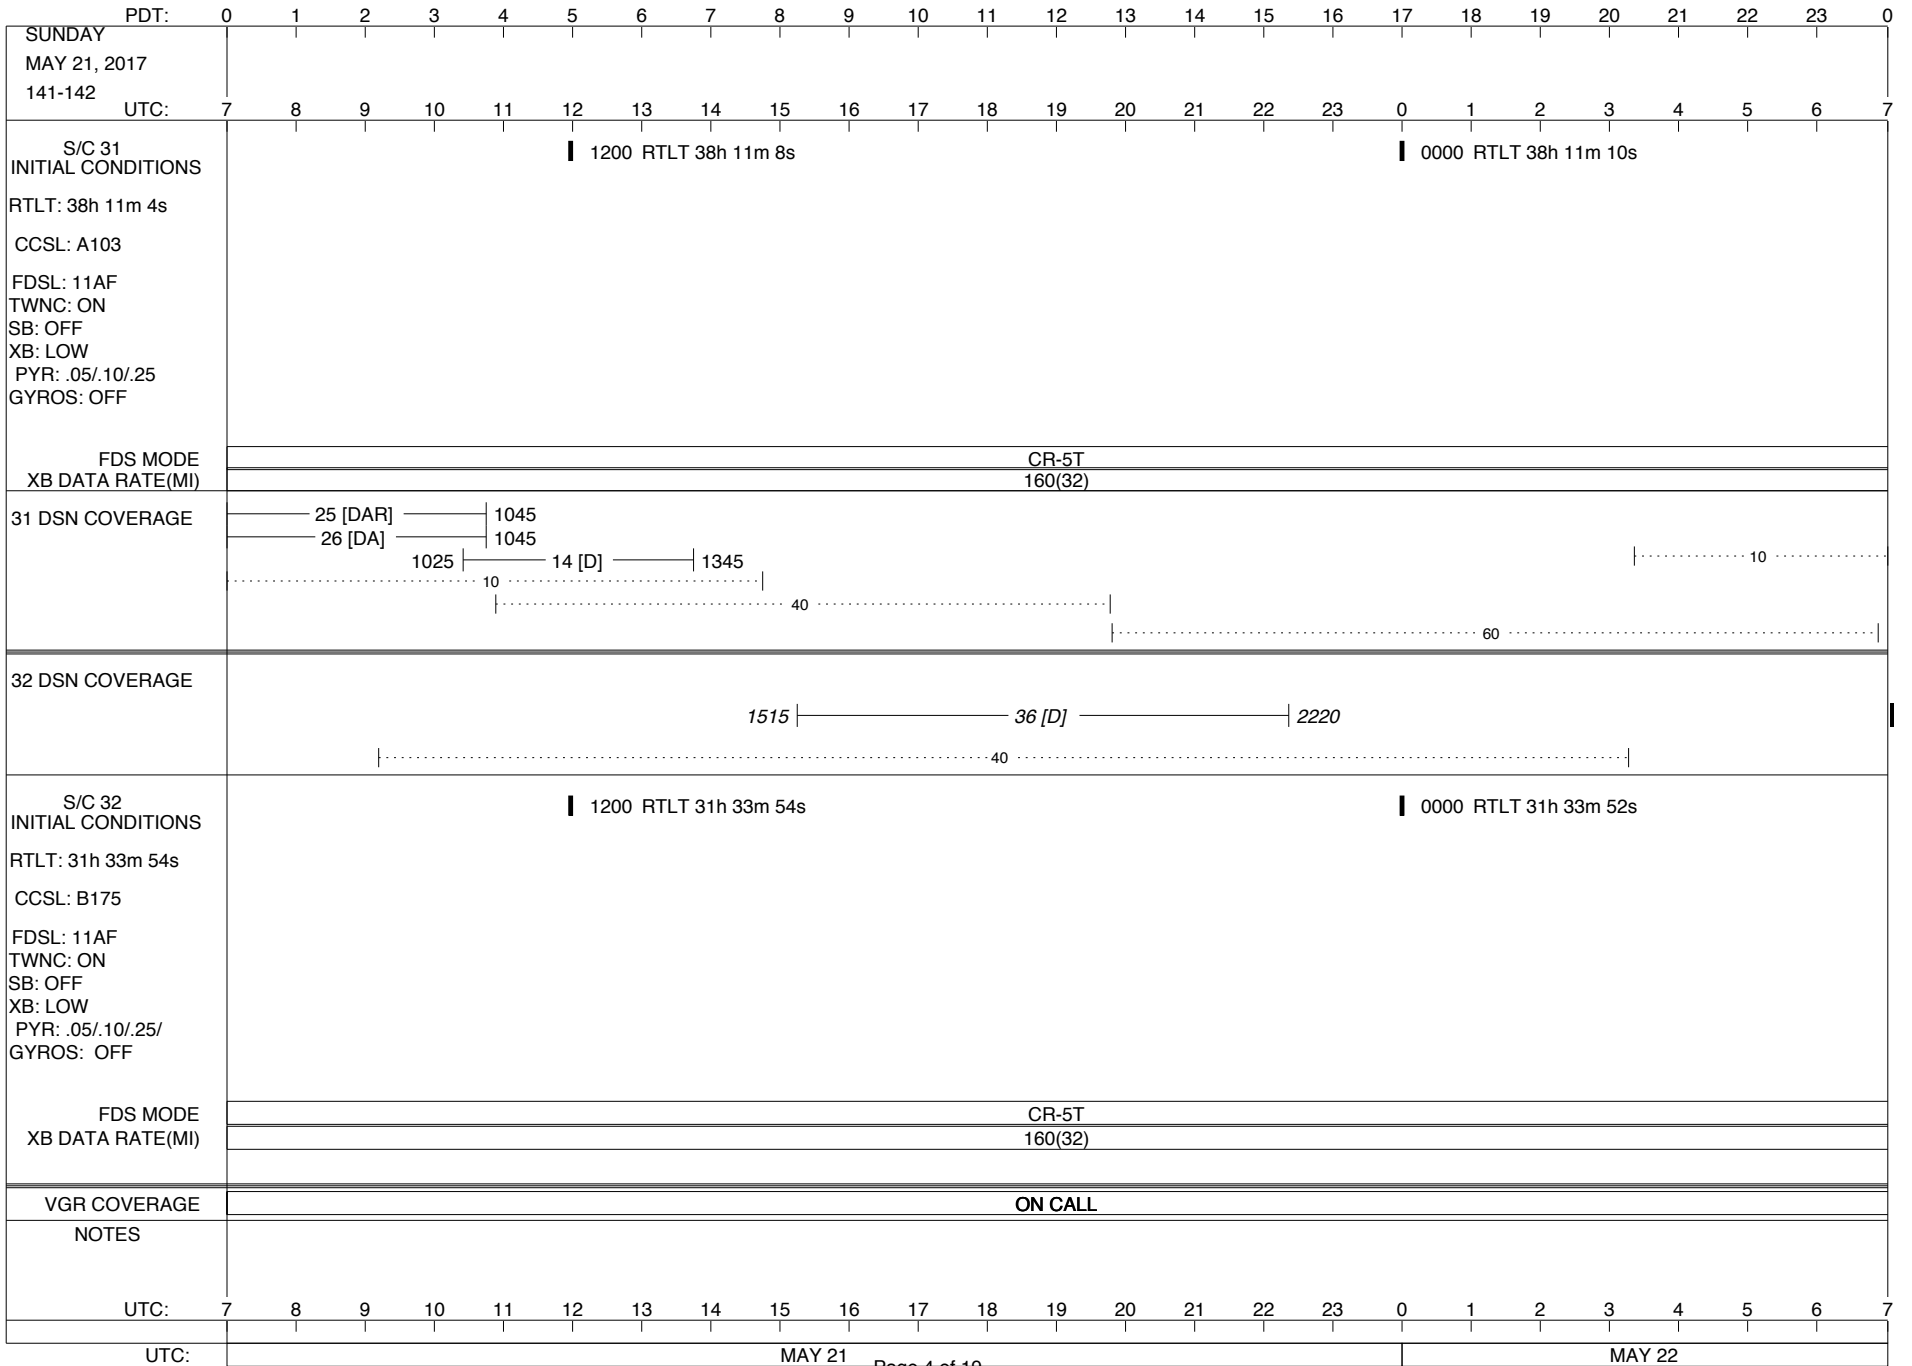 PDT: 0 1 2 3 4 5 6 7 8 9 10 11 12 13 14 15 16 17 18 19 20 21 22 23 0
SUNDAY
MAY 21, 2017
141-142
UTC: 7 8 9 10 11 12 13 14 15 16 17 18 19 20 21 22 23 0 1 2 3 4 5 6 7
S/C 31
INITIAL CONDITIONS
1200 RTLT 38h 11m 8s
0000 RTLT 38h 11m 10s
RTLT: 38h 11m 4s
CCSL: A103
FDSL: 11AF
TWNC: ON
SB: OFF
XB: LOW
PYR: .05/.10/.25
GYROS: OFF
FDS MODE CR-5T
XB DATA RATE(MI) 160(32)
31 DSN COVERAGE
25 [DAR] 1045
26 [DA] 1045
1025 14 [D] 1345
10
10
40
60
32 DSN COVERAGE
1515 36 [D] 2220
40
S/C 32
INITIAL CONDITIONS
1200 RTLT 31h 33m 54s
0000 RTLT 31h 33m 52s
RTLT: 31h 33m 54s
CCSL: B175
FDSL: 11AF
TWNC: ON
SB: OFF
XB: LOW
PYR: .05/.10/.25/
GYROS: OFF
FDS MODE CR-5T
XB DATA RATE(MI) 160(32)
VGR COVERAGE ON CALL
NOTES
UTC: 7 8 9 10 11 12 13 14 15 16 17 18 19 20 21 22 23 0 1 2 3 4 5 6 7
UTC: MAY 21 MAY 22
Page 4 of 19